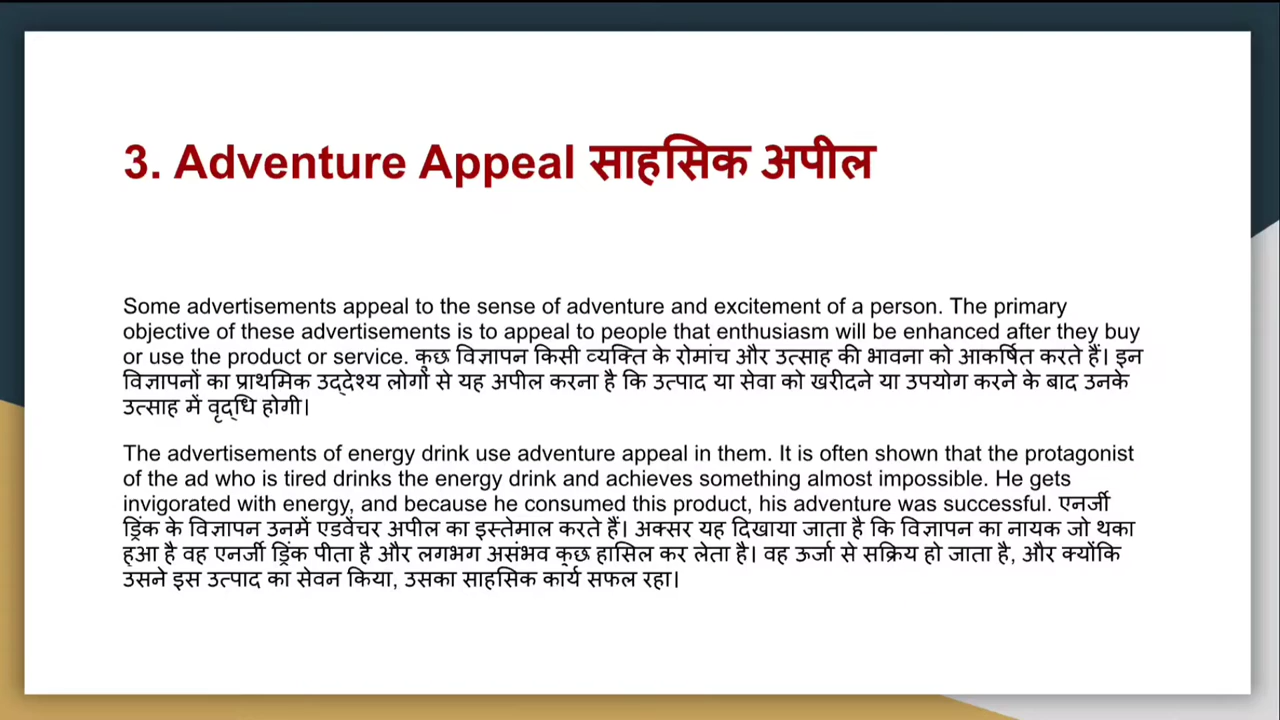 3. Adventure Appeal साहसिक अपील
Some advertisements appeal to the sense of adventure and excitement of a person. The primary
objective of these advertisements is to appeal to people that enthusiasm will be enhanced after they buy
or use the product or service. कुछ विज्ञापन किसी व्यक्ति के रोमांच और उत्साह की भावना को आकर्षित करते हैं। इन
विज्ञापनों का प्राथमिक उद्देश्य लोगों से यह अपील करना है कि उत्पाद या सेवा को खरीदने या उपयोग करने के बाद उनके
उत्साह में वृद्धि होगी।
The advertisements of energy drink use adventure appeal in them. It is often shown that the protagonist
of the ad who is tired drinks the energy drink and achieves something almost impossible. He gets
invigorated with energy, and because he consumed this product, his adventure was successful. एनर्जी
ड्रिंक के विज्ञापन उनमें एडवेंचर अपील का इस्तेमाल करते हैं। अक्सर यह दिखाया जाता है कि विज्ञापन का नायक जो थका
हुआ है वह एनर्जी ड्रिंक पीता है और लगभग असंभव कुछ हासिल कर लेता है। वह ऊर्जा से सक्रिय हो जाता है, और क्योंकि
उसने इस उत्पाद का सेवन किया, उसका साहसिक कार्य सफल रहा।